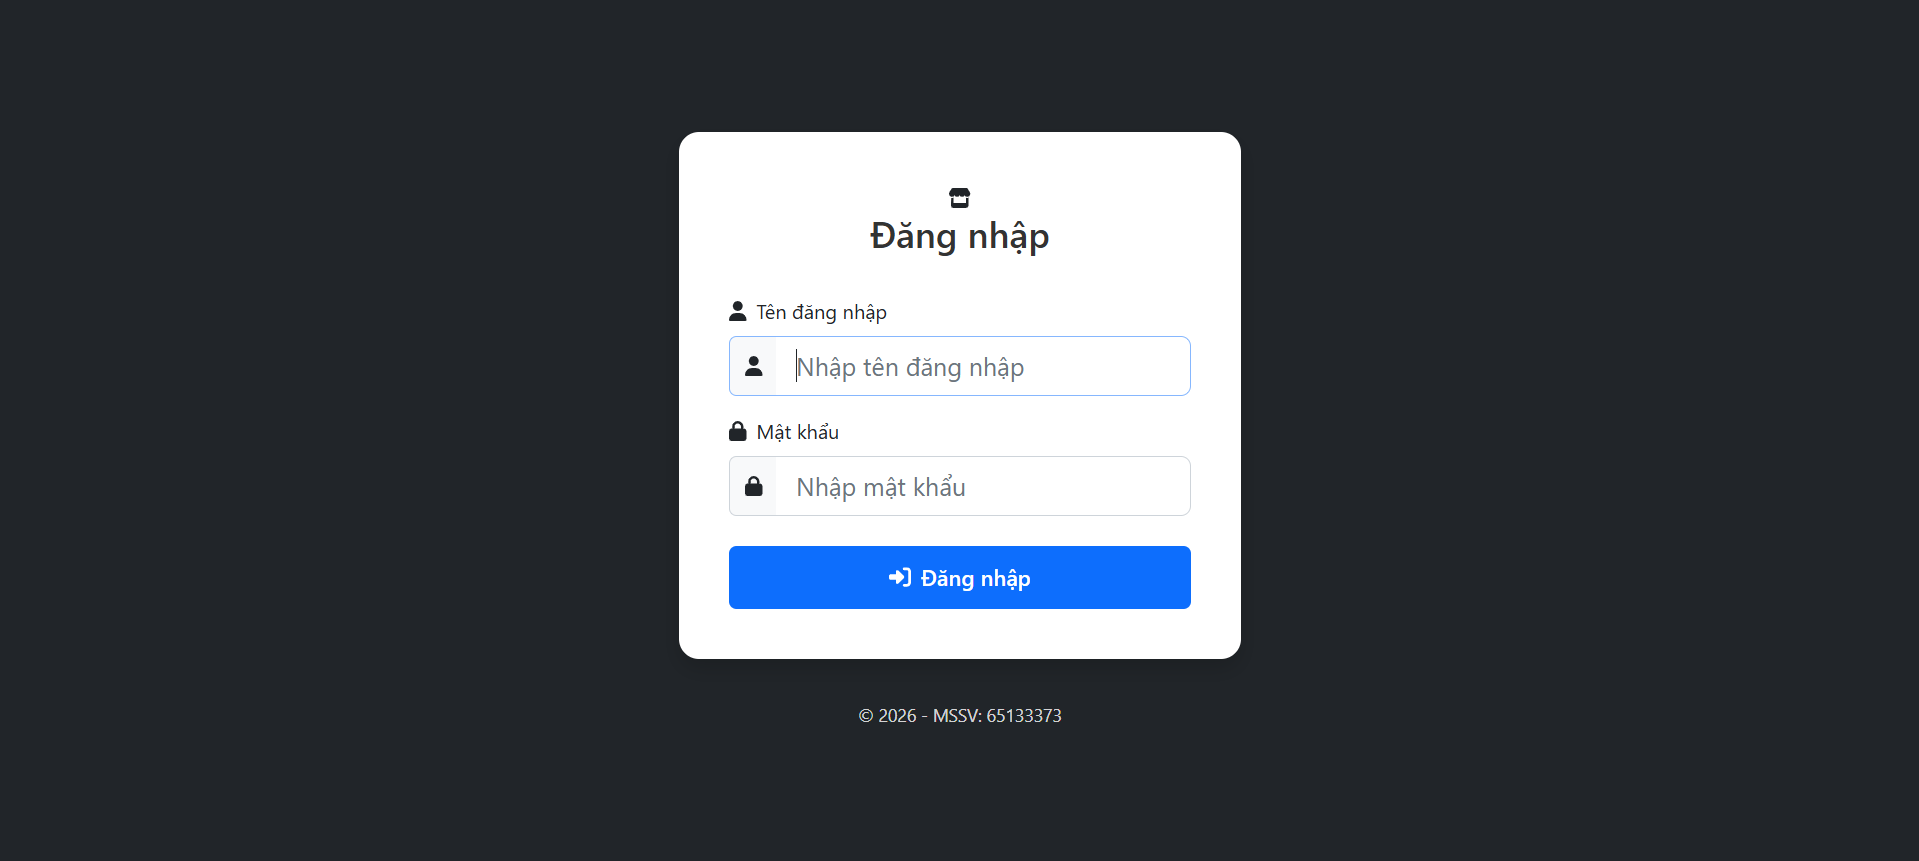 Đăng nhập
Tên đăng nhập
Nhập tên đăng nhập
Mật khẩu
Nhập mật khẩu
Đăng nhập
© 2026 - MSSV: 65133373